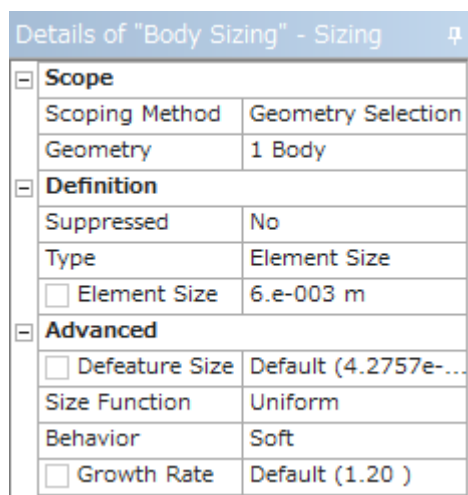 Details of "Body Sizing" - Sizing
Scope
Scoping Method Geometry Selection
Geometry 1 Body
Definition
Suppressed No
Type Element Size
Element Size 6.e-003 m
Advanced
Defeature Size Default (4.2757e-...
Size Function Uniform
Behavior Soft
Growth Rate Default (1.20 )